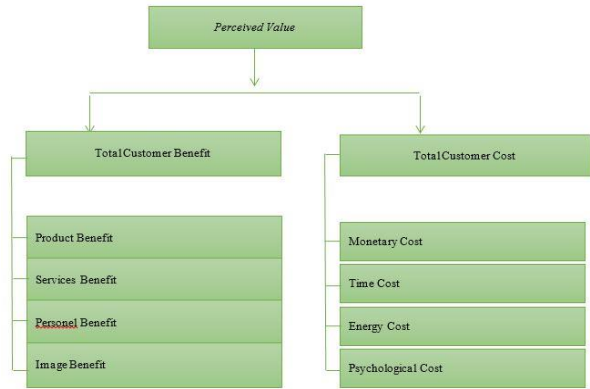 Perceived Value
Total Customer Benefit
Total Customer Cost
Product Benefit
Services Benefit
Personel Benefit
Image Benefit
Monetary Cost
Time Cost
Energy Cost
Psychological Cost